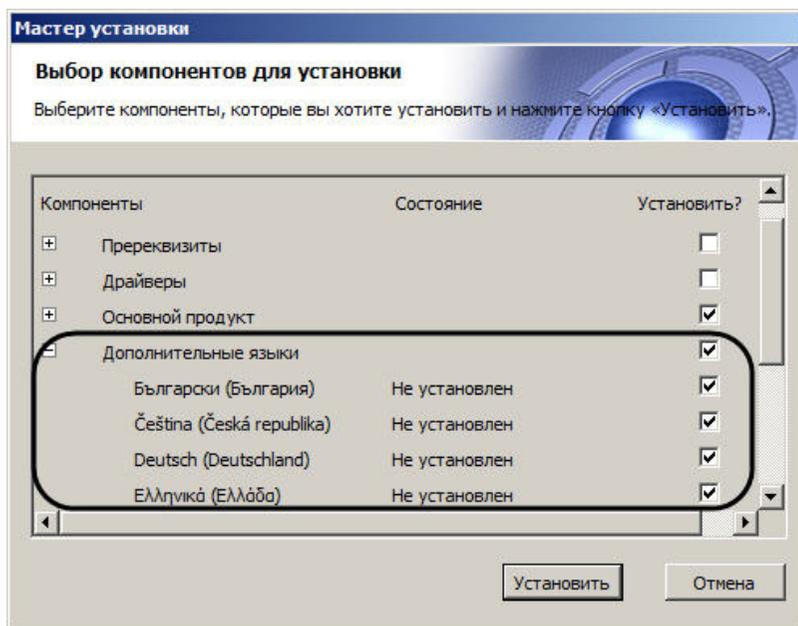 Мастер установки
Выбор компонентов для установки
Выберите компоненты, которые вы хотите установить и нажмите кнопку «Установить».
Компоненты Состояние Установить?
Пререквизиты
Драйверы
Основной продукт
Дополнительные языки
Български (България) Не установлен
Čeština (Česká republika) Не установлен
Deutsch (Deutschland) Не установлен
Ελληνικά (Ελλάδα) Не установлен
Установить Отмена